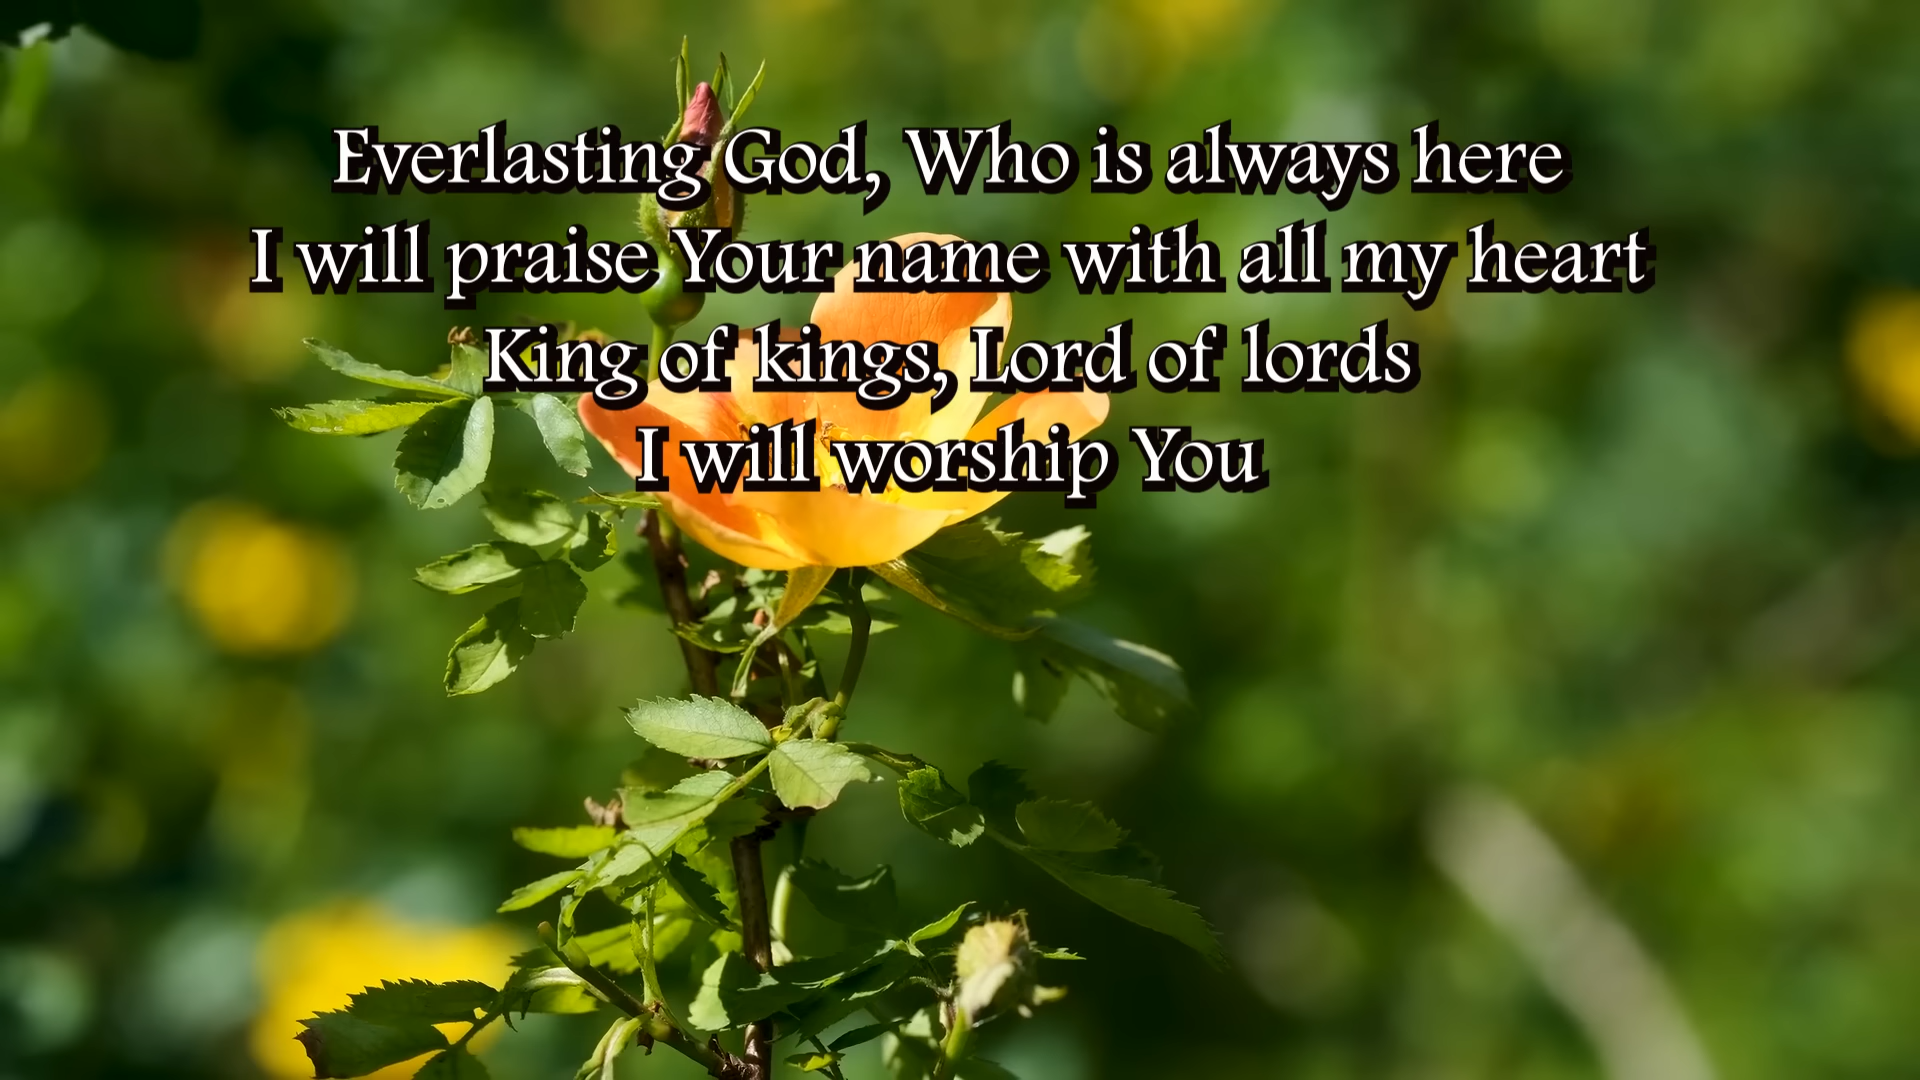 Everlasting God, Who is always here
I will praise Your name with all my heart
King of kings, Lord of lords
I will worship You